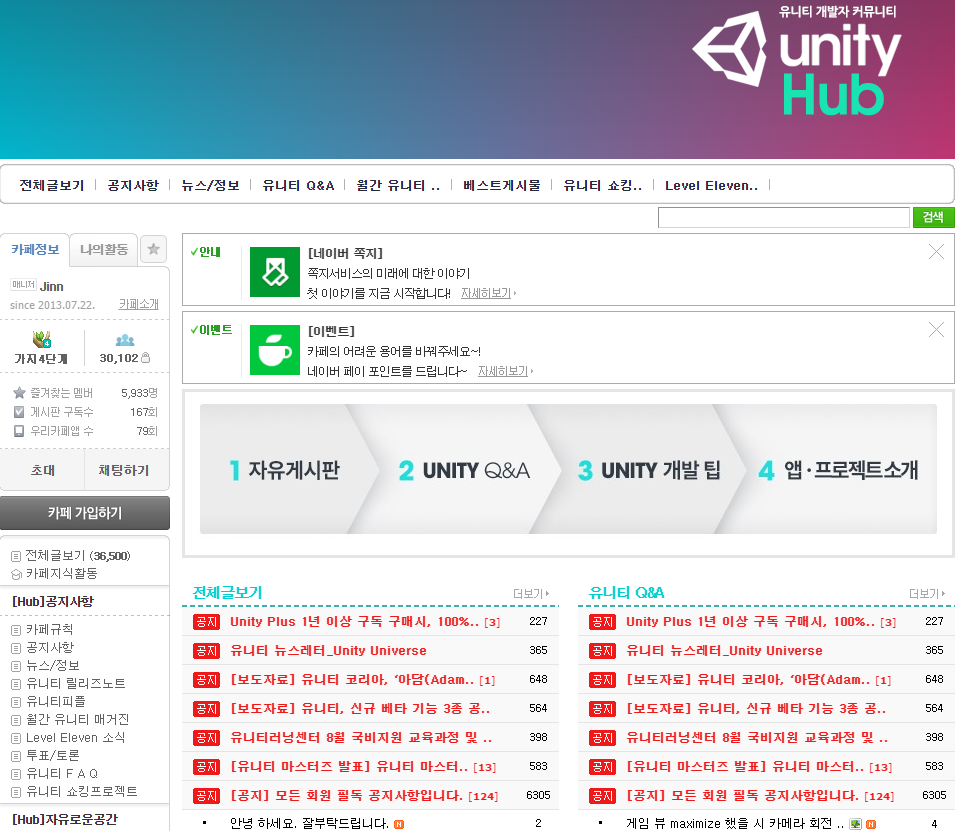 유니티 개발자 커뮤니티
unity
Hub
전체글보기 공지사항 뉴스/정보 유니티 Q&A 월간 유니티 .. 베스트게시물 유니티 쇼킹.. Level Eleven..
검색
카페정보 나의활동
매니저 Jinn
since 2013.07.22. 카페소개
4
가지4단계 30,102
즐겨찾는 멤버 5,933명
게시판 구독수 167회
우리카페앱 수 79회
초대 채팅하기
카페 가입하기
전체글보기 (36,500)
카페지식활동
[Hub]공지사항
카페규칙
공지사항
뉴스/정보
유니티 릴리즈노트
유니티피플
월간 유니티 매거진
Level Eleven 소식
투표/토론
유니티 F A Q
유니티 쇼킹프로젝트
[Hub]자유로운공간
안내
[네이버 쪽지]
쪽지서비스의 미래에 대한 이야기
첫 이야기를 지금 시작합니다! 자세히보기
이벤트
[이벤트]
카페의 어려운 용어를 바꿔주세요~!
네이버 페이 포인트를 드립니다~ 자세히보기
1 자유게시판 2 UNITY Q&A 3 UNITY 개발 팁 4 앱·프로젝트소개
전체글보기 더보기
공지 Unity Plus 1년 이상 구독 구매시, 100%.. [3] 227
공지 유니티 뉴스레터_Unity Universe 365
공지 [보도자료] 유니티 코리아, ‘아담(Adam.. [1] 648
공지 [보도자료] 유니티, 신규 베타 기능 3종 공.. 564
공지 유니티러닝센터 8월 국비지원 교육과정 및 .. 398
공지 [유니티 마스터즈 발표] 유니티 마스터.. [13] 583
공지 [공지] 모든 회원 필독 공지사항입니다. [124] 6305
안녕 하세요. 잘부탁드립니다. N 2
유니티 Q&A 더보기
공지 Unity Plus 1년 이상 구독 구매시, 100%.. [3] 227
공지 유니티 뉴스레터_Unity Universe 365
공지 [보도자료] 유니티 코리아, ‘아담(Adam.. [1] 648
공지 [보도자료] 유니티, 신규 베타 기능 3종 공.. 564
공지 유니티러닝센터 8월 국비지원 교육과정 및 .. 398
공지 [유니티 마스터즈 발표] 유니티 마스터.. [13] 583
공지 [공지] 모든 회원 필독 공지사항입니다. [124] 6305
게임 뷰 maximize 했을 시 카메라 회전 .. N 4